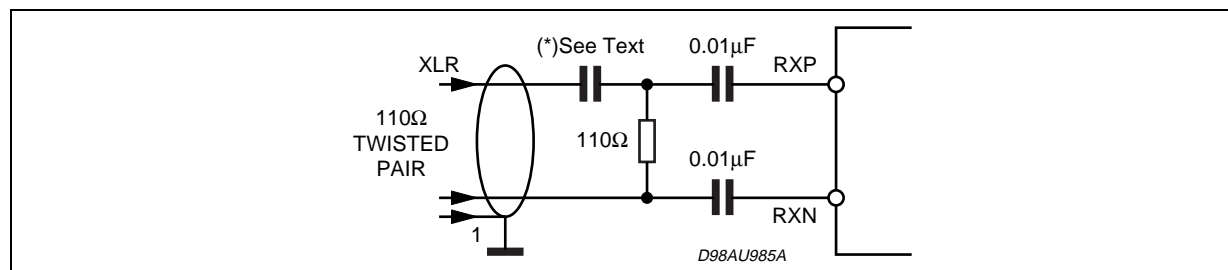 (*)See Text
0.01μF
XLR
RXP
110Ω
TWISTED
PAIR
110Ω
0.01μF
RXN
1
D98AU985A